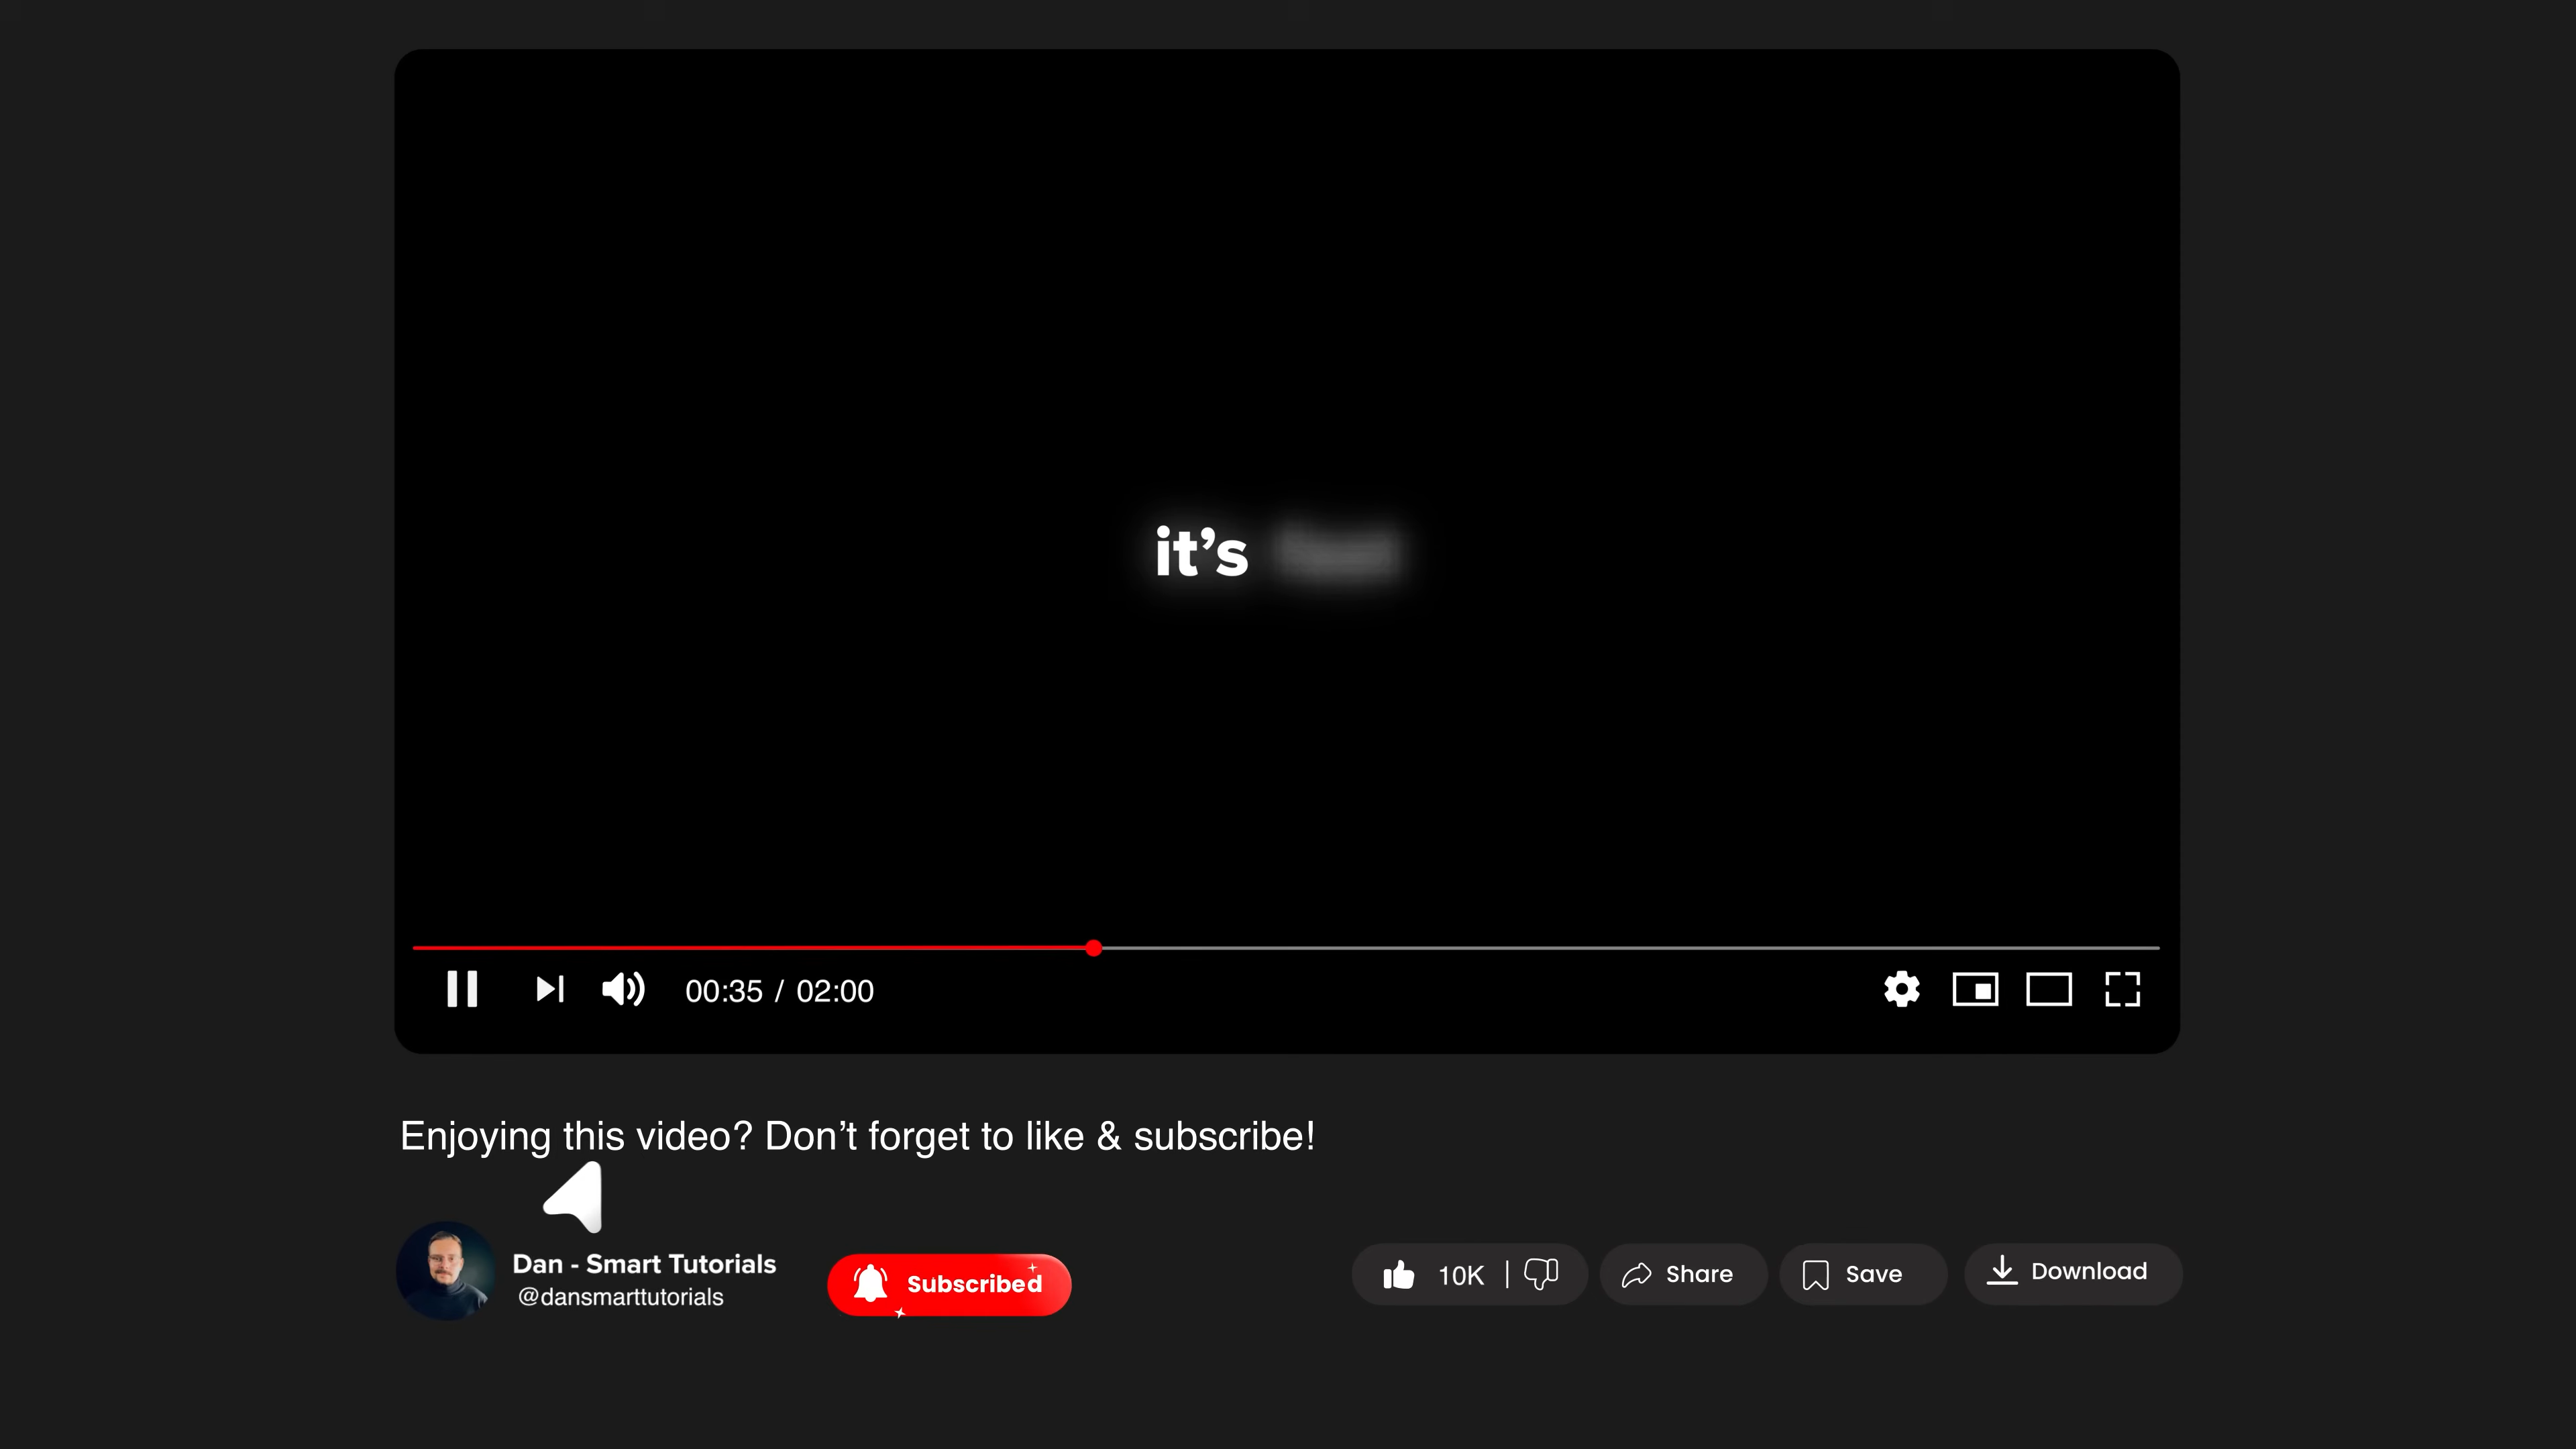 it’s
00:35 / 02:00
Enjoying this video? Don’t forget to like & subscribe!
Dan - Smart Tutorials
@dansmarttutorials
Subscribed
10K
Share
Save
Download